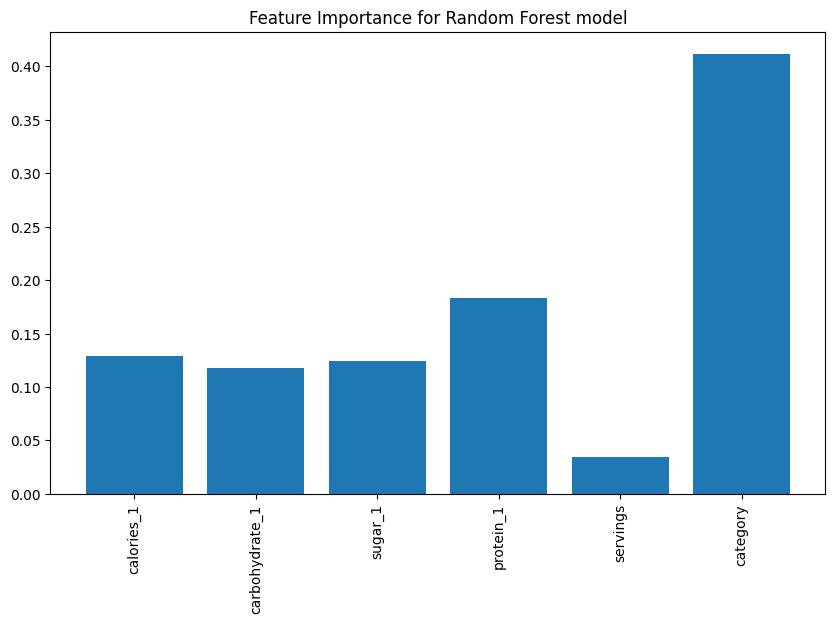 Feature Importance for Random Forest model
0.40
0.35
0.30
0.25
0.20
0.15
0.10
0.05
0.00
calories_1
carbohydrate_1
sugar_1
protein_1
servings
category